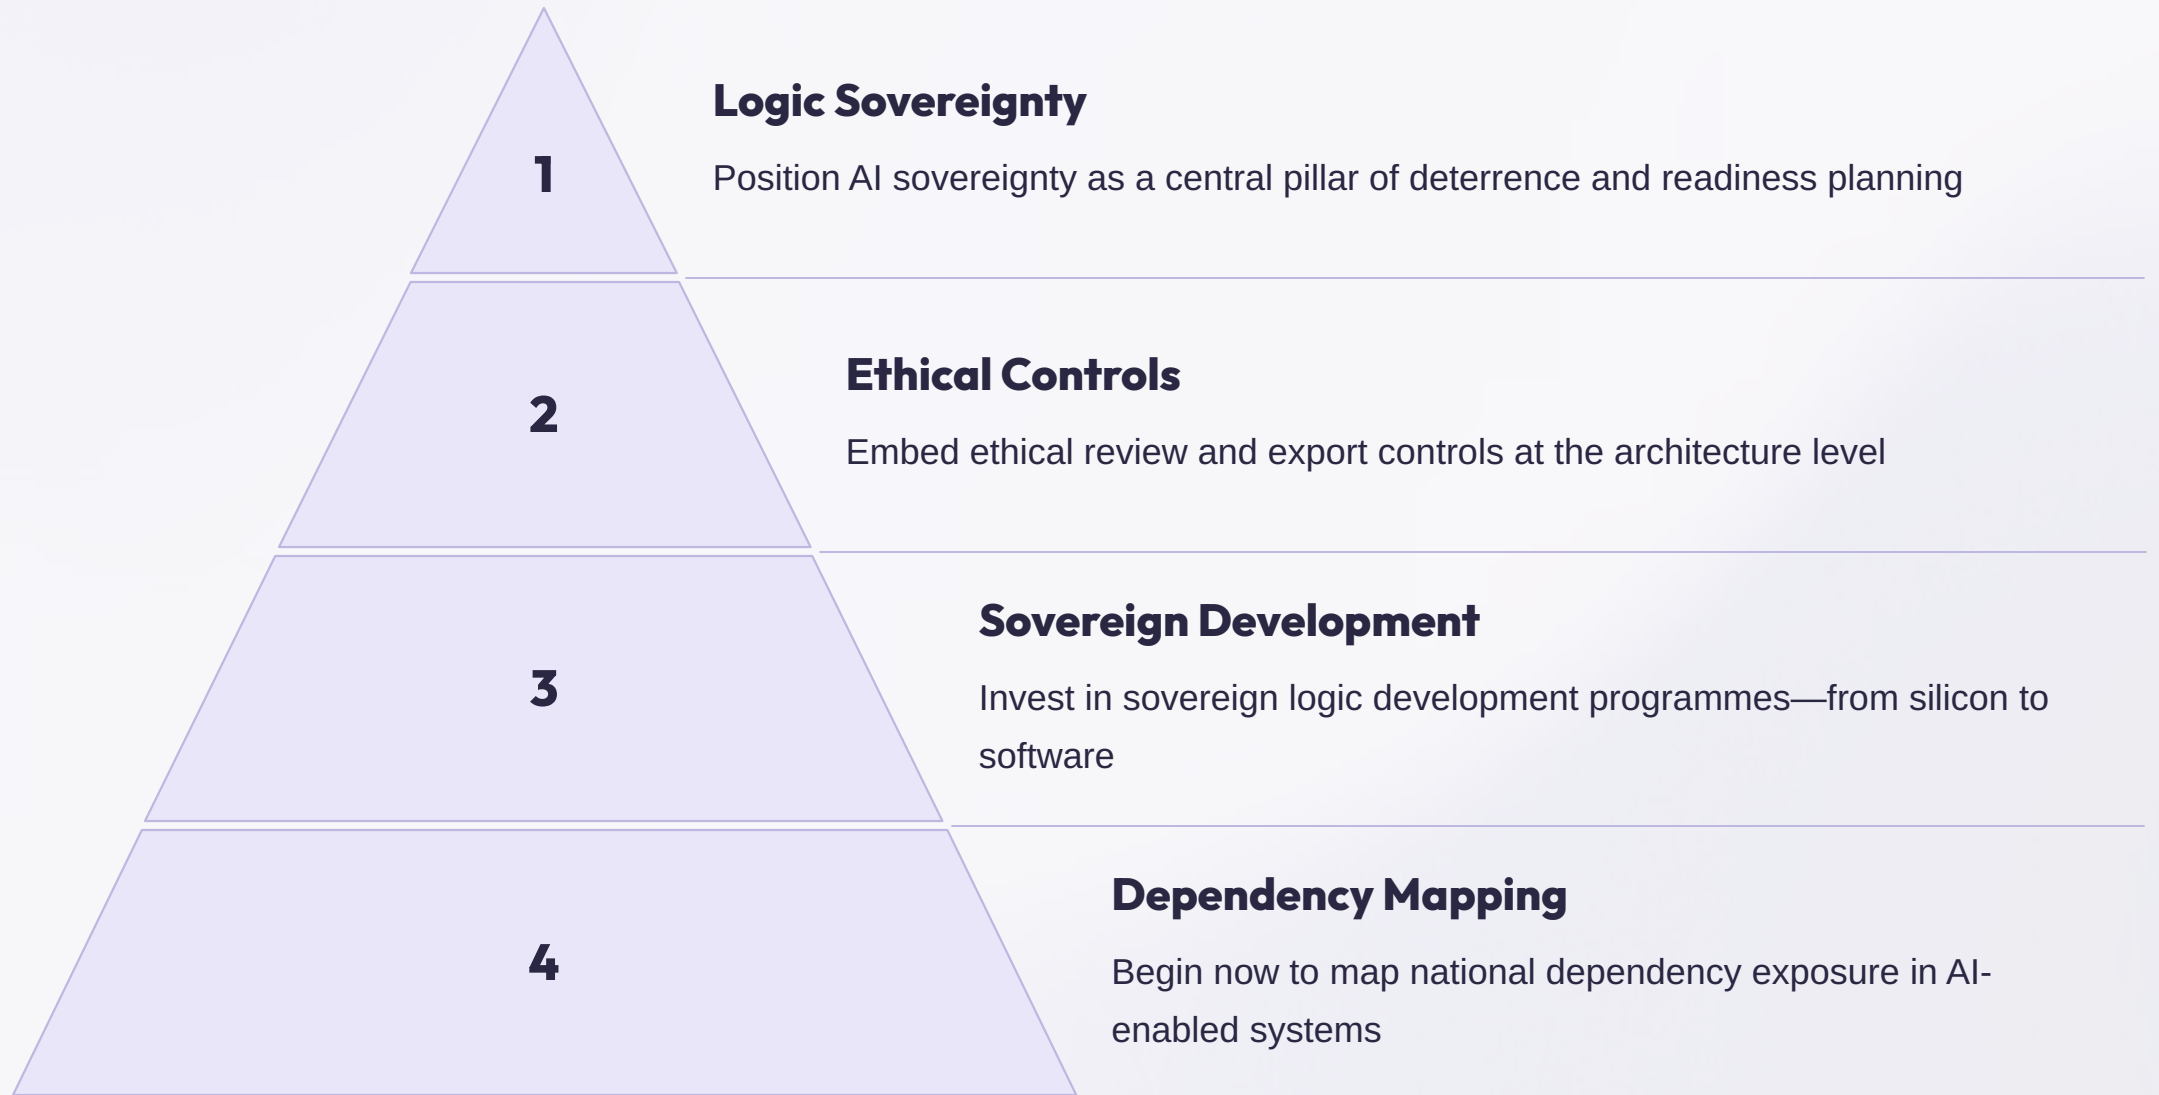 1
Logic Sovereignty
Position AI sovereignty as a central pillar of deterrence and readiness planning
2
Ethical Controls
Embed ethical review and export controls at the architecture level
3
Sovereign Development
Invest in sovereign logic development programmes—from silicon to
software
4
Dependency Mapping
Begin now to map national dependency exposure in AI-
enabled systems